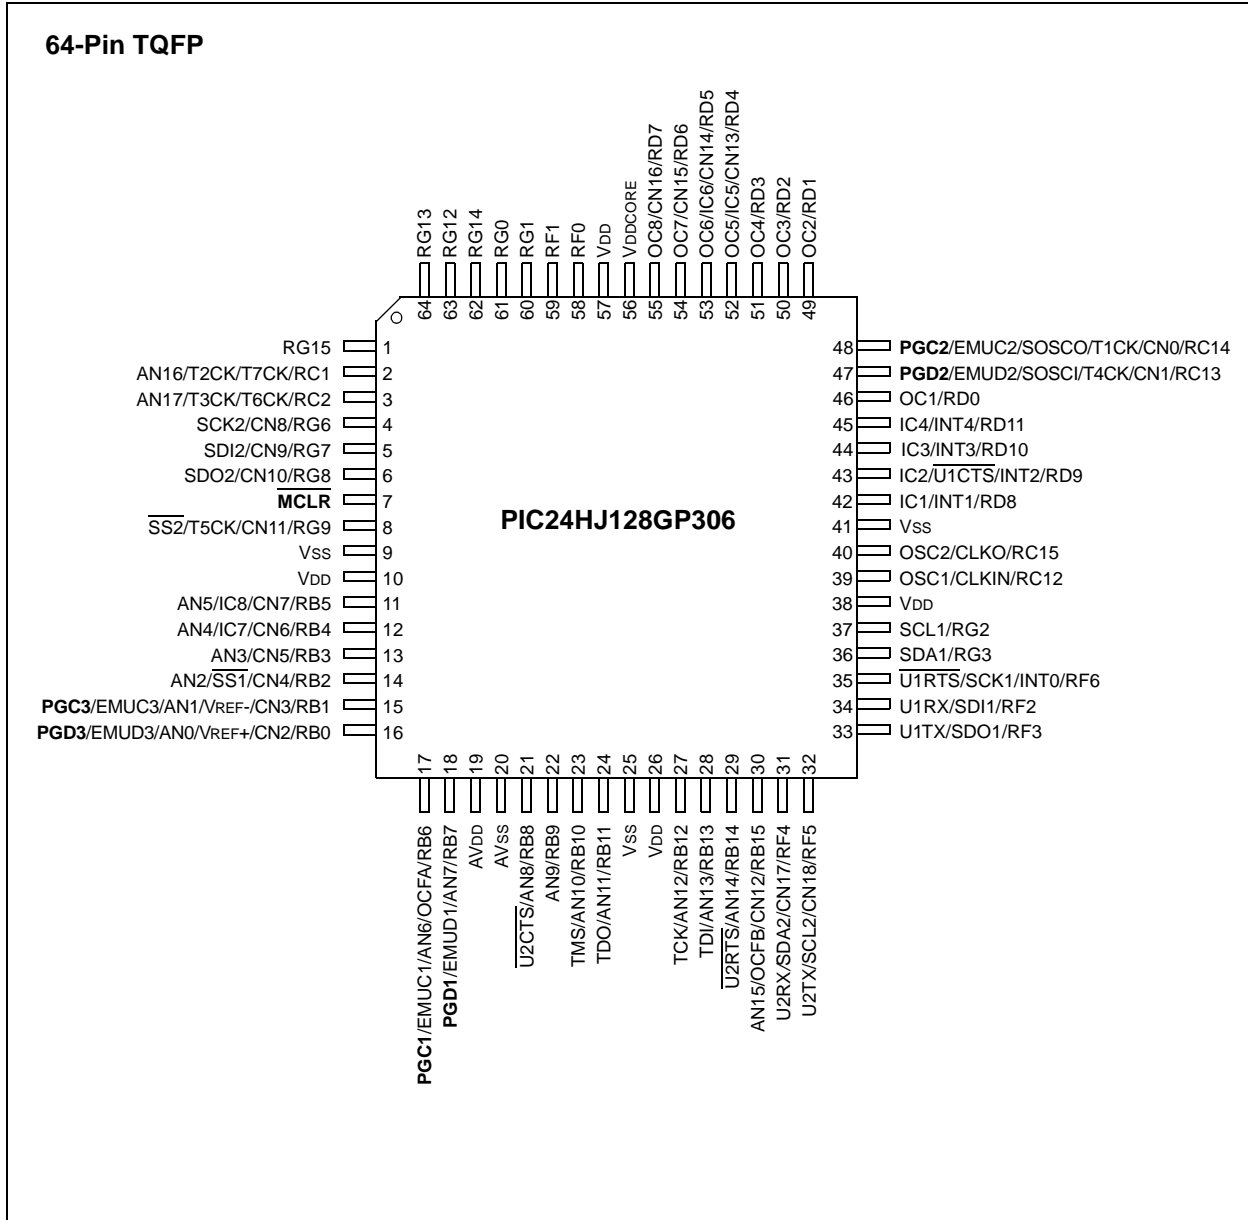 64-Pin TQFP
RG13
RG12
RG14
RG0
RG1
RF1
RF0
VDD
VDDCORE
OC8/CN16/RD7
OC7/CN15/RD6
OC6/IC6/CN14/RD5
OC5/IC5/CN13/RD4
OC4/RD3
OC3/RD2
OC2/RD1
64
63
62
61
60
59
58
57
56
55
54
53
52
51
50
49
RG15 1
AN16/T2CK/T7CK/RC1 2
AN17/T3CK/T6CK/RC2 3
SCK2/CN8/RG6 4
SDI2/CN9/RG7 5
SDO2/CN10/RG8 6
MCLR 7
SS2/T5CK/CN11/RG9 8
VSS 9
VDD 10
AN5/IC8/CN7/RB5 11
AN4/IC7/CN6/RB4 12
AN3/CN5/RB3 13
AN2/SS1/CN4/RB2 14
PGC3/EMUC3/AN1/VREF-/CN3/RB1 15
PGD3/EMUD3/AN0/VREF+/CN2/RB0 16
PIC24HJ128GP306
48 PGC2/EMUC2/SOSCO/T1CK/CN0/RC14
47 PGD2/EMUD2/SOSCI/T4CK/CN1/RC13
46 OC1/RD0
45 IC4/INT4/RD11
44 IC3/INT3/RD10
43 IC2/U1CTS/INT2/RD9
42 IC1/INT1/RD8
41 VSS
40 OSC2/CLKO/RC15
39 OSC1/CLKIN/RC12
38 VDD
37 SCL1/RG2
36 SDA1/RG3
35 U1RTS/SCK1/INT0/RF6
34 U1RX/SDI1/RF2
33 U1TX/SDO1/RF3
17
18
19
20
21
22
23
24
25
26
27
28
29
30
31
32
PGC1/EMUC1/AN6/OCFA/RB6
PGD1/EMUD1/AN7/RB7
AVDD
AVSS
U2CTS/AN8/RB8
AN9/RB9
TMS/AN10/RB10
TDO/AN11/RB11
VSS
VDD
TCK/AN12/RB12
TDI/AN13/RB13
U2RTS/AN14/RB14
AN15/OCFB/CN12/RB15
U2RX/SDA2/CN17/RF4
U2TX/SCL2/CN18/RF5